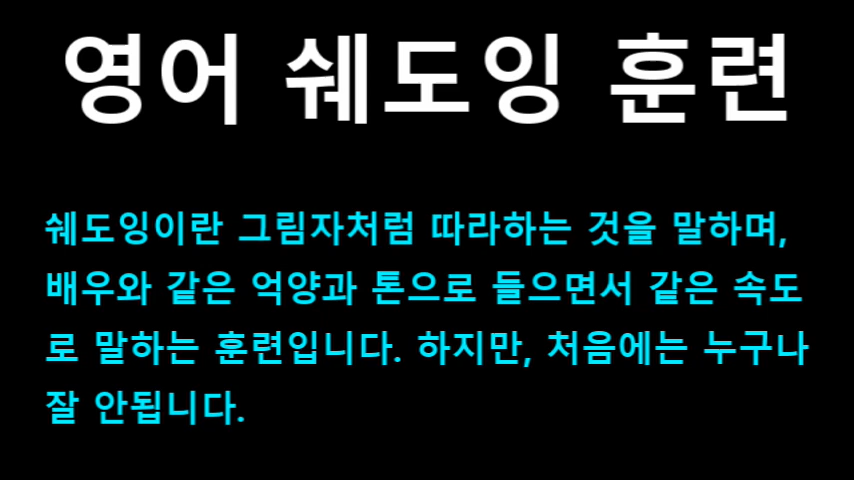 영어 쉐도잉 훈련
쉐도잉이란 그림자처럼 따라하는 것을 말하며,
배우와 같은 억양과 톤으로 들으면서 같은 속도
로 말하는 훈련입니다. 하지만, 처음에는 누구나
잘 안됩니다.